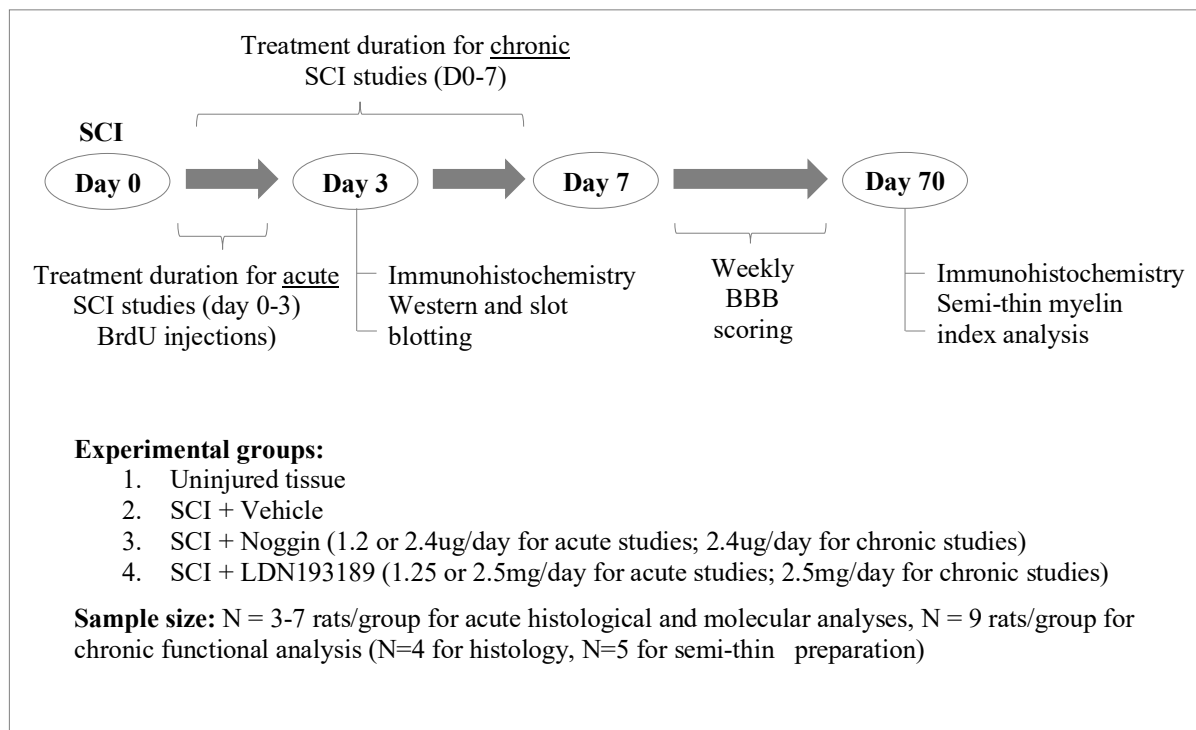 Treatment duration for chronic
SCI studies (D0-7)
SCI
Day 0
Day 3
Day 7
Day 70
Treatment duration for acute
SCI studies (day 0-3)
BrdU injections)
Immunohistochemistry
Western and slot
blotting
Weekly
BBB
scoring
Immunohistochemistry
Semi-thin myelin
index analysis
Experimental groups:
1. Uninjured tissue
2. SCI + Vehicle
3. SCI + Noggin (1.2 or 2.4ug/day for acute studies; 2.4ug/day for chronic studies)
4. SCI + LDN193189 (1.25 or 2.5mg/day for acute studies; 2.5mg/day for chronic studies)
Sample size: N = 3-7 rats/group for acute histological and molecular analyses, N = 9 rats/group for
chronic functional analysis (N=4 for histology, N=5 for semi-thin preparation)